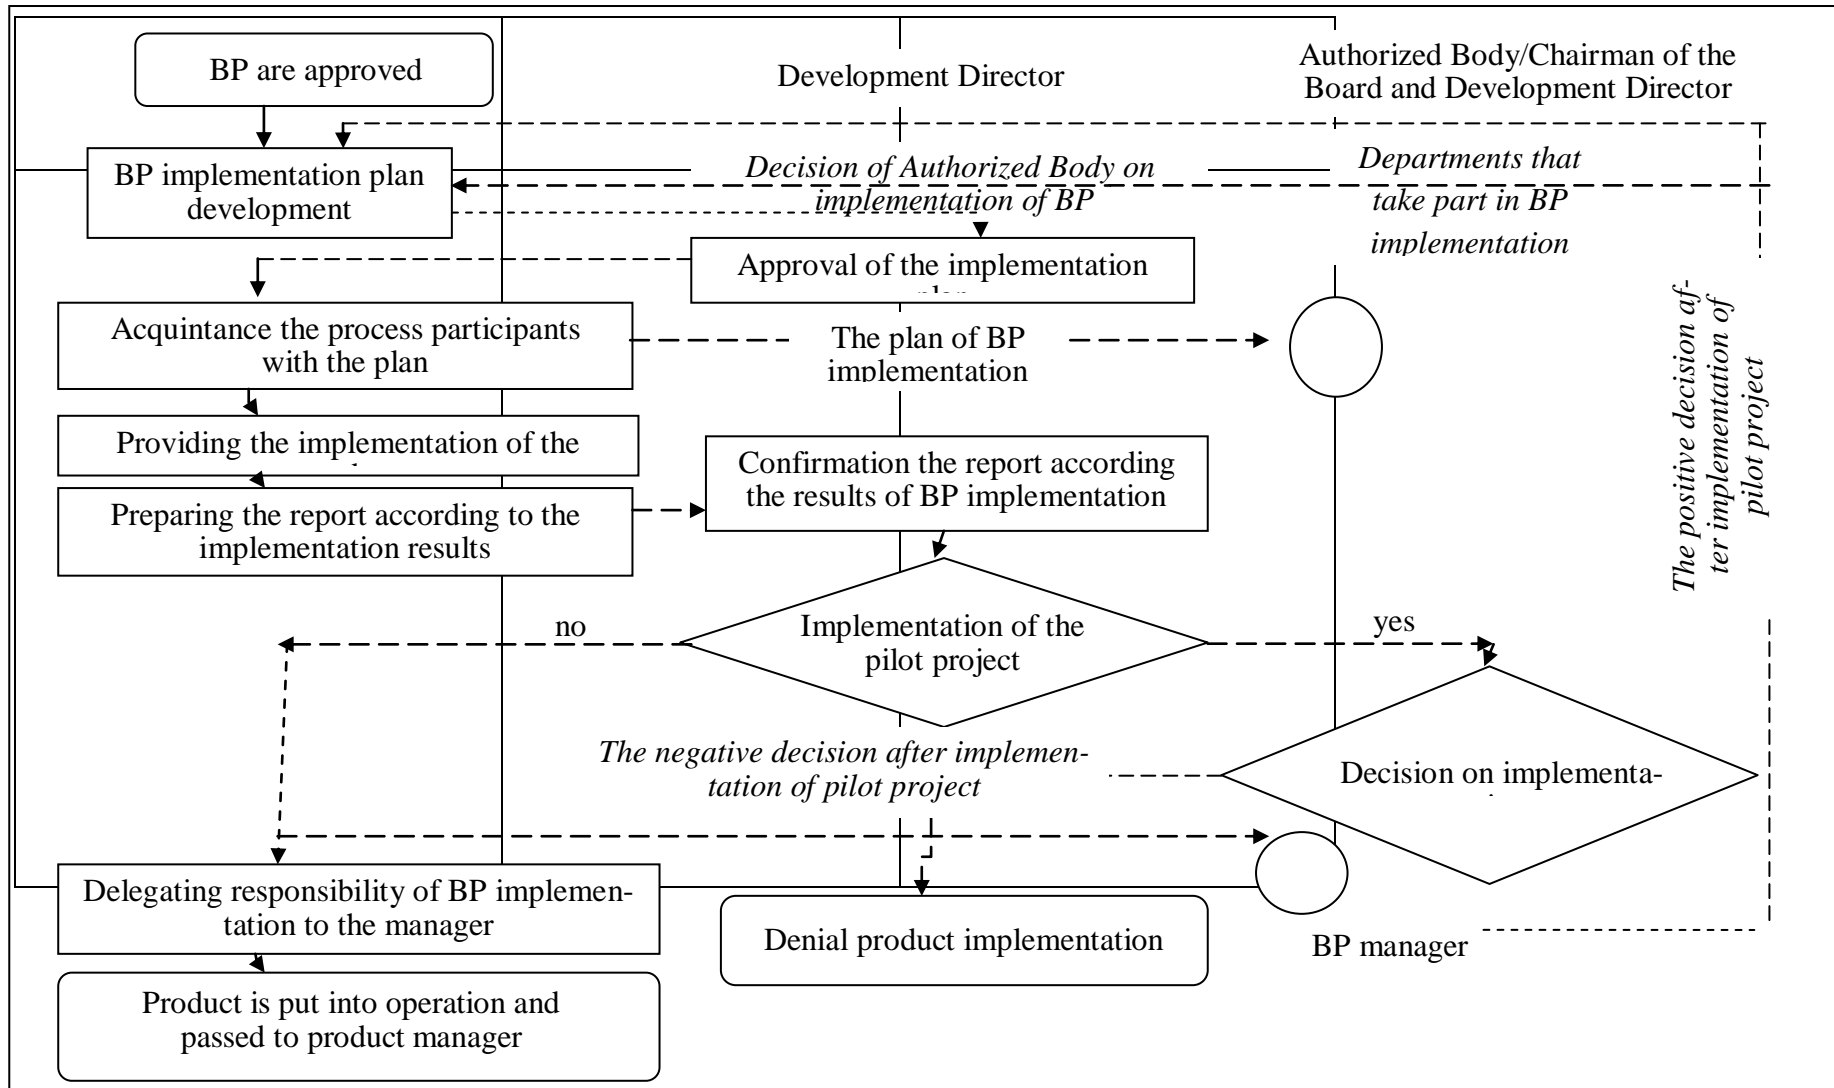 BP are approved
Development Director
Authorized Body/Chairman of the
Board and Development Director
BP implementation plan
development
Decision of Authorized Body on
implementation of BP
Departments that
take part in BP
implementation
Approval of the implementation
Acquintance the process participants
with the plan
The plan of BP
implementation
The positive decision af-
ter implementation of
pilot project
Providing the implementation of the
Confirmation the report according
the results of BP implementation
Preparing the report according to the
implementation results
no
Implementation of the
pilot project
yes
The negative decision after implemen-
tation of pilot project
Decision on implementa-
Delegating responsibility of BP implemen-
tation to the manager
Denial product implementation
BP manager
Product is put into operation and
passed to product manager